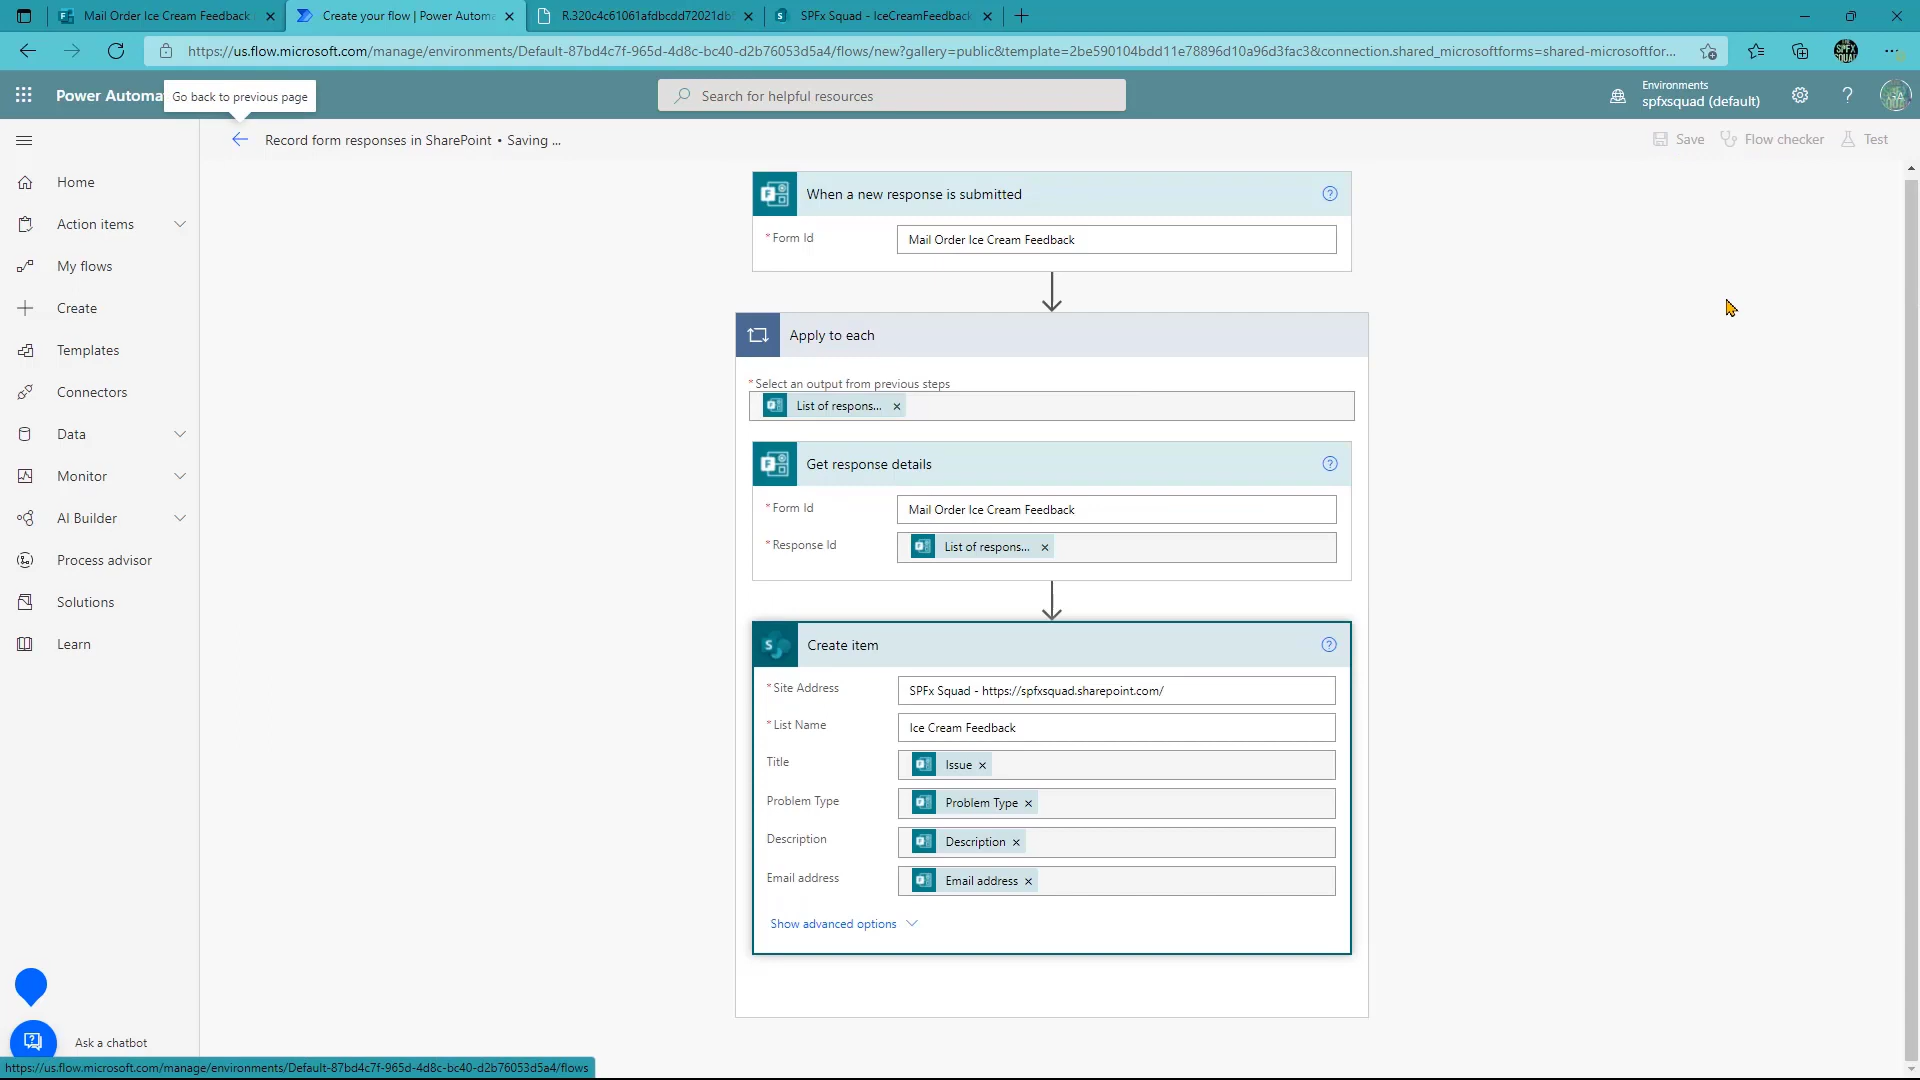 Mail Order Ice Cream Feedback
Create your flow | Power Automa
R.320c4c61061afdbcdd72021db
SPFx Squad - IceCreamFeedback
https://us.flow.microsoft.com/manage/environments/Default-87bd4c7f-965d-4d8c-bc40-d2b76053d5a4/flows/new?gallery=public&template=2be590104bdd11e78896d10a96d3fac3&connection.shared_microsoftforms=shared-microsoftfor...
Power Automa
Go back to previous page
Search for helpful resources
Environments
spfxsquad (default)
Record form responses in SharePoint • Saving ...
Save
Flow checker
Test
Home
Action items
My flows
Create
Templates
Connectors
Data
Monitor
AI Builder
Process advisor
Solutions
Learn
Ask a chatbot
When a new response is submitted
* Form Id
Mail Order Ice Cream Feedback
Apply to each
* Select an output from previous steps
List of respons...
Get response details
* Form Id
Mail Order Ice Cream Feedback
* Response Id
List of respons...
Create item
* Site Address
SPFx Squad - https://spfxsquad.sharepoint.com/
* List Name
Ice Cream Feedback
Title
Issue
Problem Type
Problem Type
Description
Description
Email address
Email address
Show advanced options
https://us.flow.microsoft.com/manage/environments/Default-87bd4c7f-965d-4d8c-bc40-d2b76053d5a4/flows